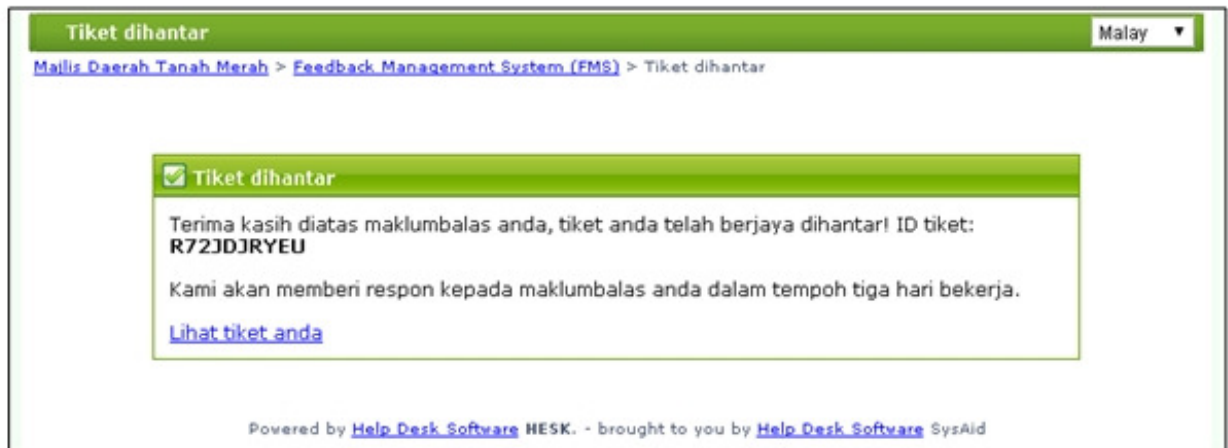 Tiket dihantar
Malay
Majlis Daerah Tanah Merah > Feedback Management System (FMS) > Tiket dihantar
Tiket dihantar
Terima kasih diatas maklumbalas anda, tiket anda telah berjaya dihantar! ID tiket:
R72JDJRYEU
Kami akan memberi respon kepada maklumbalas anda dalam tempoh tiga hari bekerja.
Lihat tiket anda
Powered by Help Desk Software HESK. - brought to you by Help Desk Software SysAid